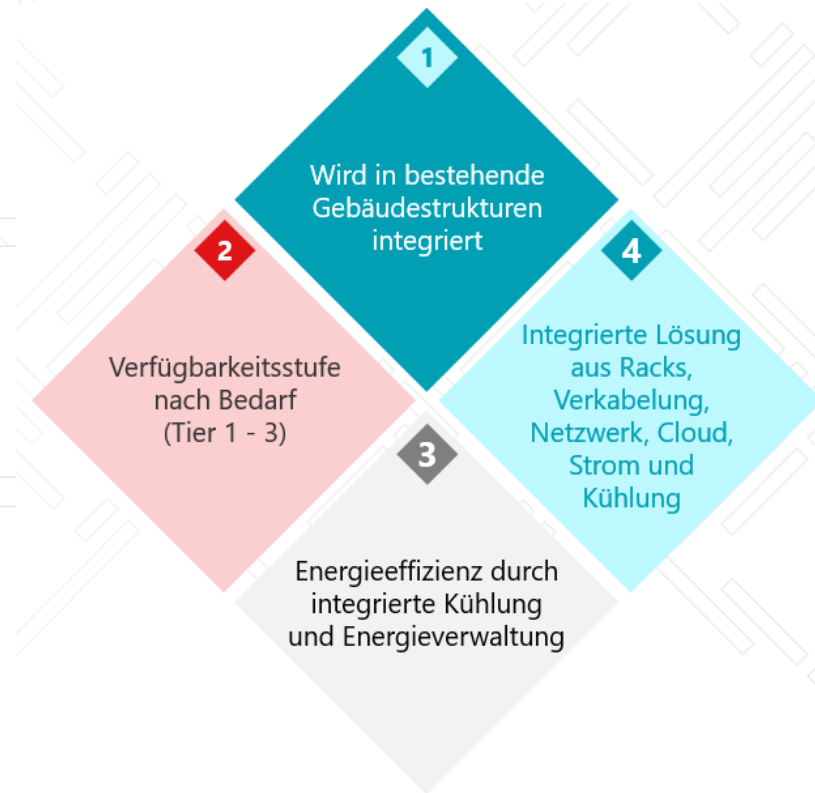 1
Wird in bestehende
Gebäudestrukturen
integriert
2
Verfügbarkeitsstufe
nach Bedarf
(Tier 1 - 3)
3
Energieeffizienz durch
integrierte Kühlung
und Energieverwaltung
4
Integrierte Lösung
aus Racks,
Verkabelung,
Netzwerk, Cloud,
Strom und
Kühlung